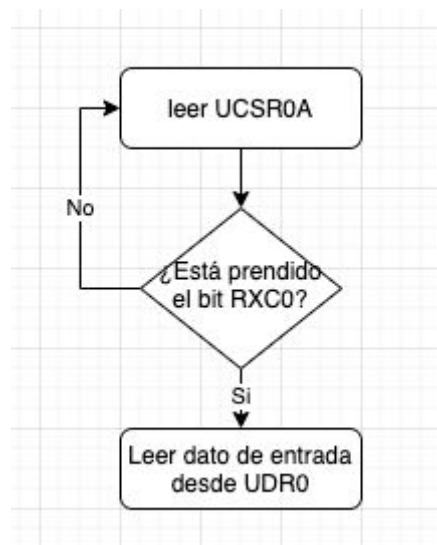 leer UCSR0A
No
¿Está prendido
el bit RXC0?
Si
Leer dato de entrada
desde UDR0